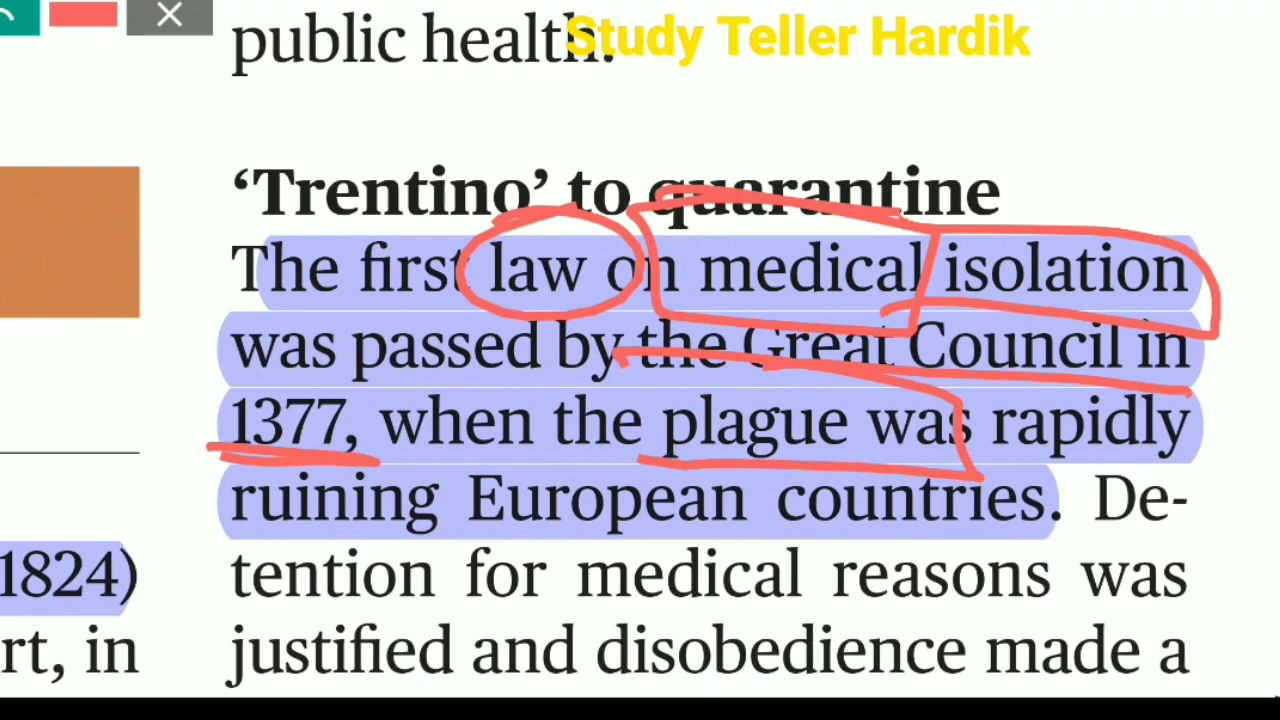 public health.
Study Teller Hardik
‘Trentino’ to quarantine
The first law on medical isolation
was passed by the Great Council in
1377, when the plague was rapidly
ruining European countries. De-
tention for medical reasons was
justified and disobedience made a
1824)
rt, in